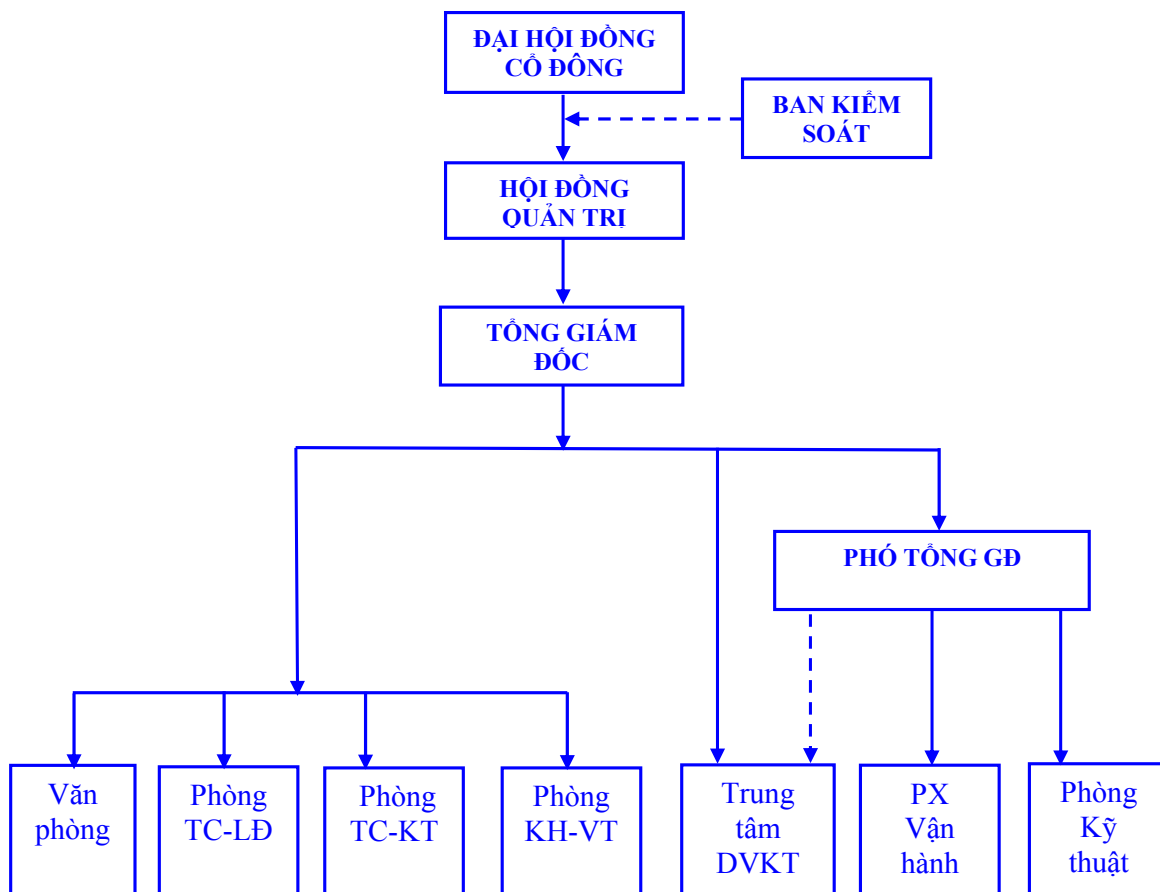 ĐẠI HỘI ĐỒNG
CỔ ĐÔNG
BAN KIỂM
SOÁT
HỘI ĐỒNG
QUẢN TRỊ
TỔNG GIÁM
ĐỐC
PHÓ TỔNG GĐ
Văn
phòng
Phòng
TC-LĐ
Phòng
TC-KT
Phòng
KH-VT
Trung
tâm
DVKT
PX
Vận
hành
Phòng
Kỹ
thuật